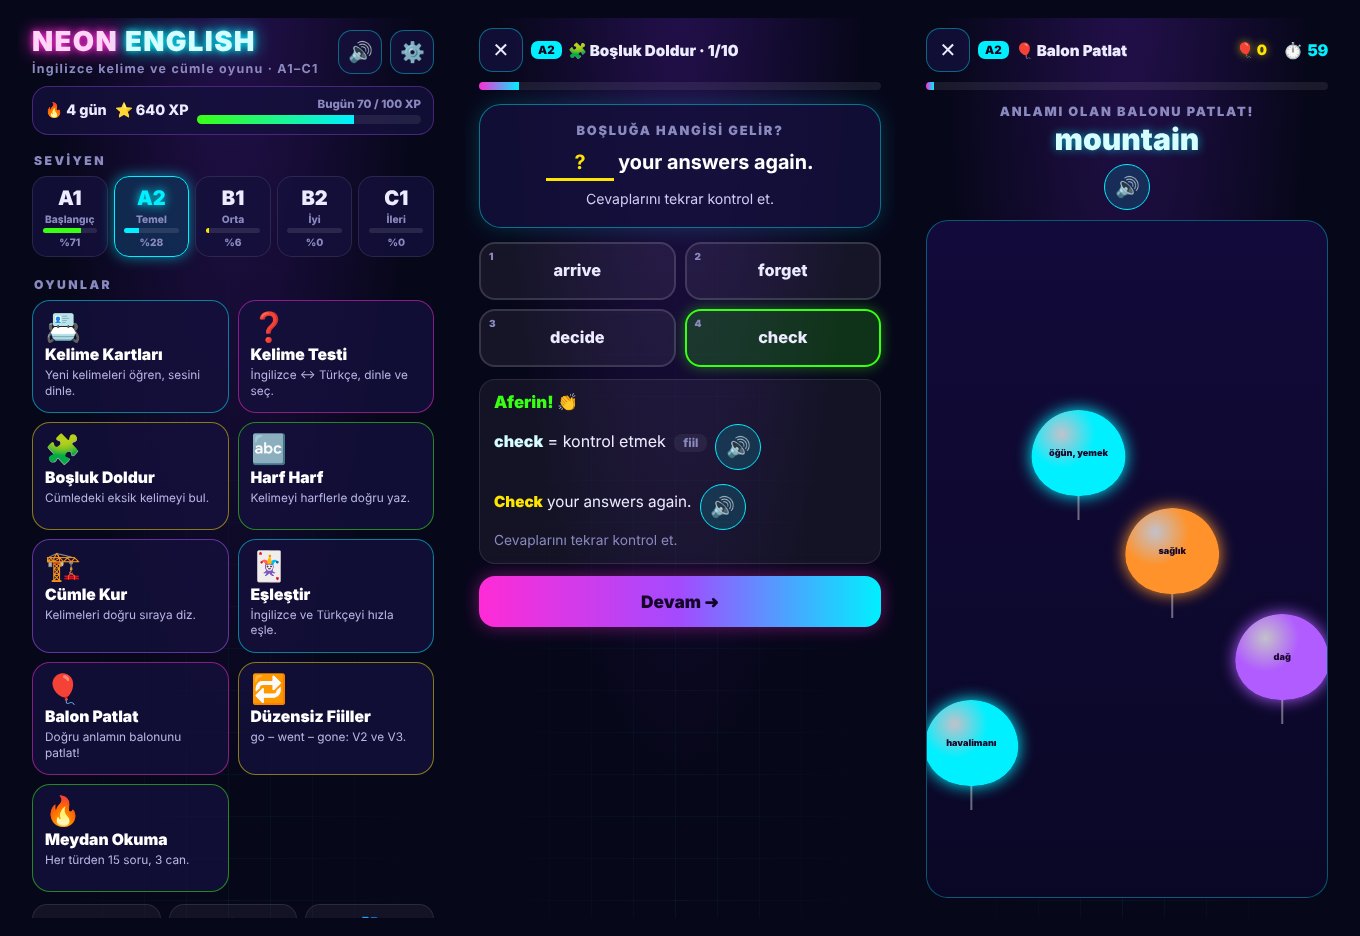 NEON ENGLISH
İngilizce kelime ve cümle oyunu · A1–C1
4 gün 640 XP
Bugün 70 / 100 XP
SEVİYEN
A1 A2 B1 B2 C1
Başlangıç Temel Orta İyi İleri
%71 %28 %6 %0 %0
OYUNLAR
Kelime Kartları
Yeni kelimeleri öğren, sesini
dinle.
Kelime Testi
İngilizce ↔ Türkçe, dinle ve
seç.
Boşluk Doldur
Cümledeki eksik kelimeyi bul.
abc
Harf Harf
Kelimeyi harflerle doğru yaz.
Cümle Kur
Kelimeleri doğru sıraya diz.
Eşleştir
İngilizce ve Türkçeyi hızla
eşle.
Balon Patlat
Doğru anlamın balonunu
patlat!
Düzensiz Fiiller
go – went – gone: V2 ve V3.
Meydan Okuma
Her türden 15 soru, 3 can.
✕ A2 Boşluk Doldur · 1/10
BOŞLUĞA HANGİSİ GELİR?
? your answers again.
Cevaplarını tekrar kontrol et.
1 arrive
2 forget
3 decide
4 check
Aferin!
check = kontrol etmek fiil
Check your answers again.
Cevaplarını tekrar kontrol et.
Devam ➜
✕ A2 Balon Patlat 0 59
ANLAMI OLAN BALONU PATLAT!
mountain
öğün, yemek
sağlık
dağ
havalimanı